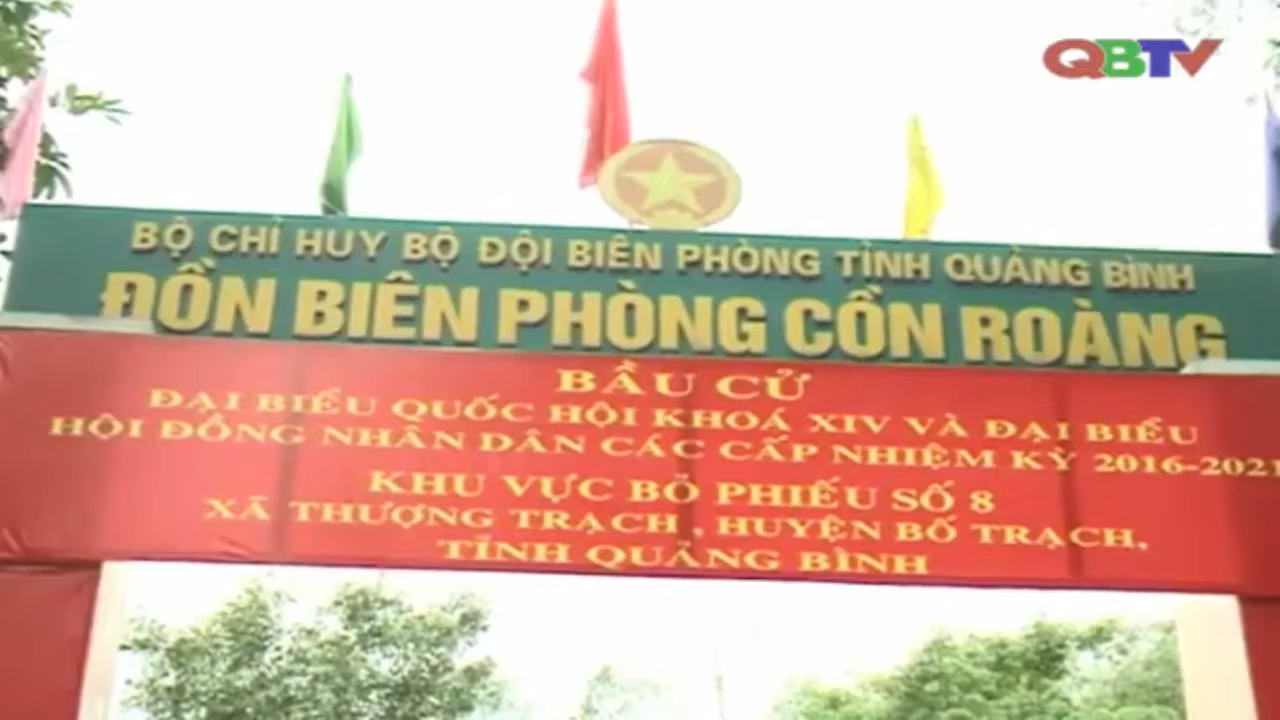 QBTV
BỘ CHỈ HUY BỘ ĐỘI BIÊN PHÒNG TỈNH QUẢNG BÌNH
ĐỒN BIÊN PHÒNG CỒN ROÀNG
BẦU CỬ
ĐẠI BIỂU QUỐC HỘI KHOÁ XIV VÀ ĐẠI BIỂU
HỘI ĐỒNG NHÂN DÂN CÁC CẤP NHIỆM KỲ 2016-2021
KHU VỰC BỎ PHIẾU SỐ 8
XÃ THƯỢNG TRẠCH , HUYỆN BỐ TRẠCH,
TỈNH QUẢNG BÌNH